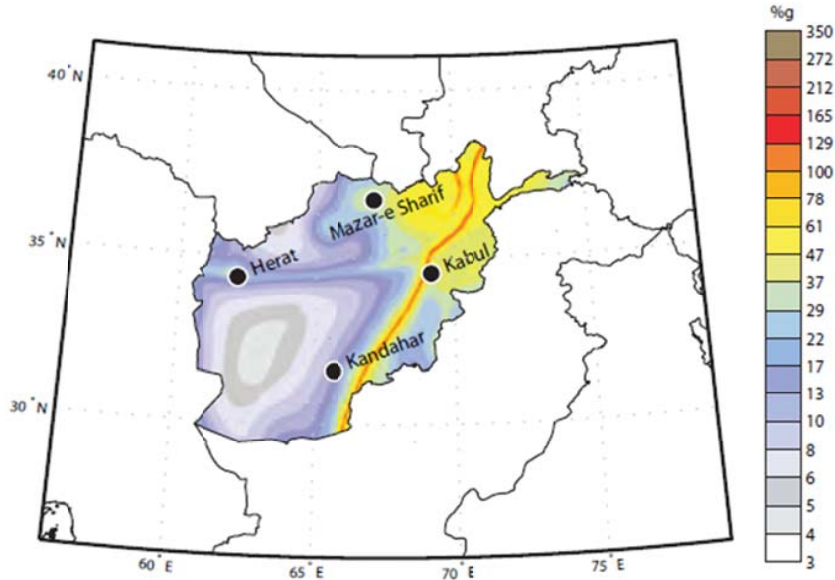 %g
350
272
212
165
129
100
78
61
47
37
29
22
17
13
10
8
6
5
4
3
40° N
35° N
30° N
Mazar-e Sharif
Herat
Kabul
Kandahar
60° E
65° E
70° E
75° E